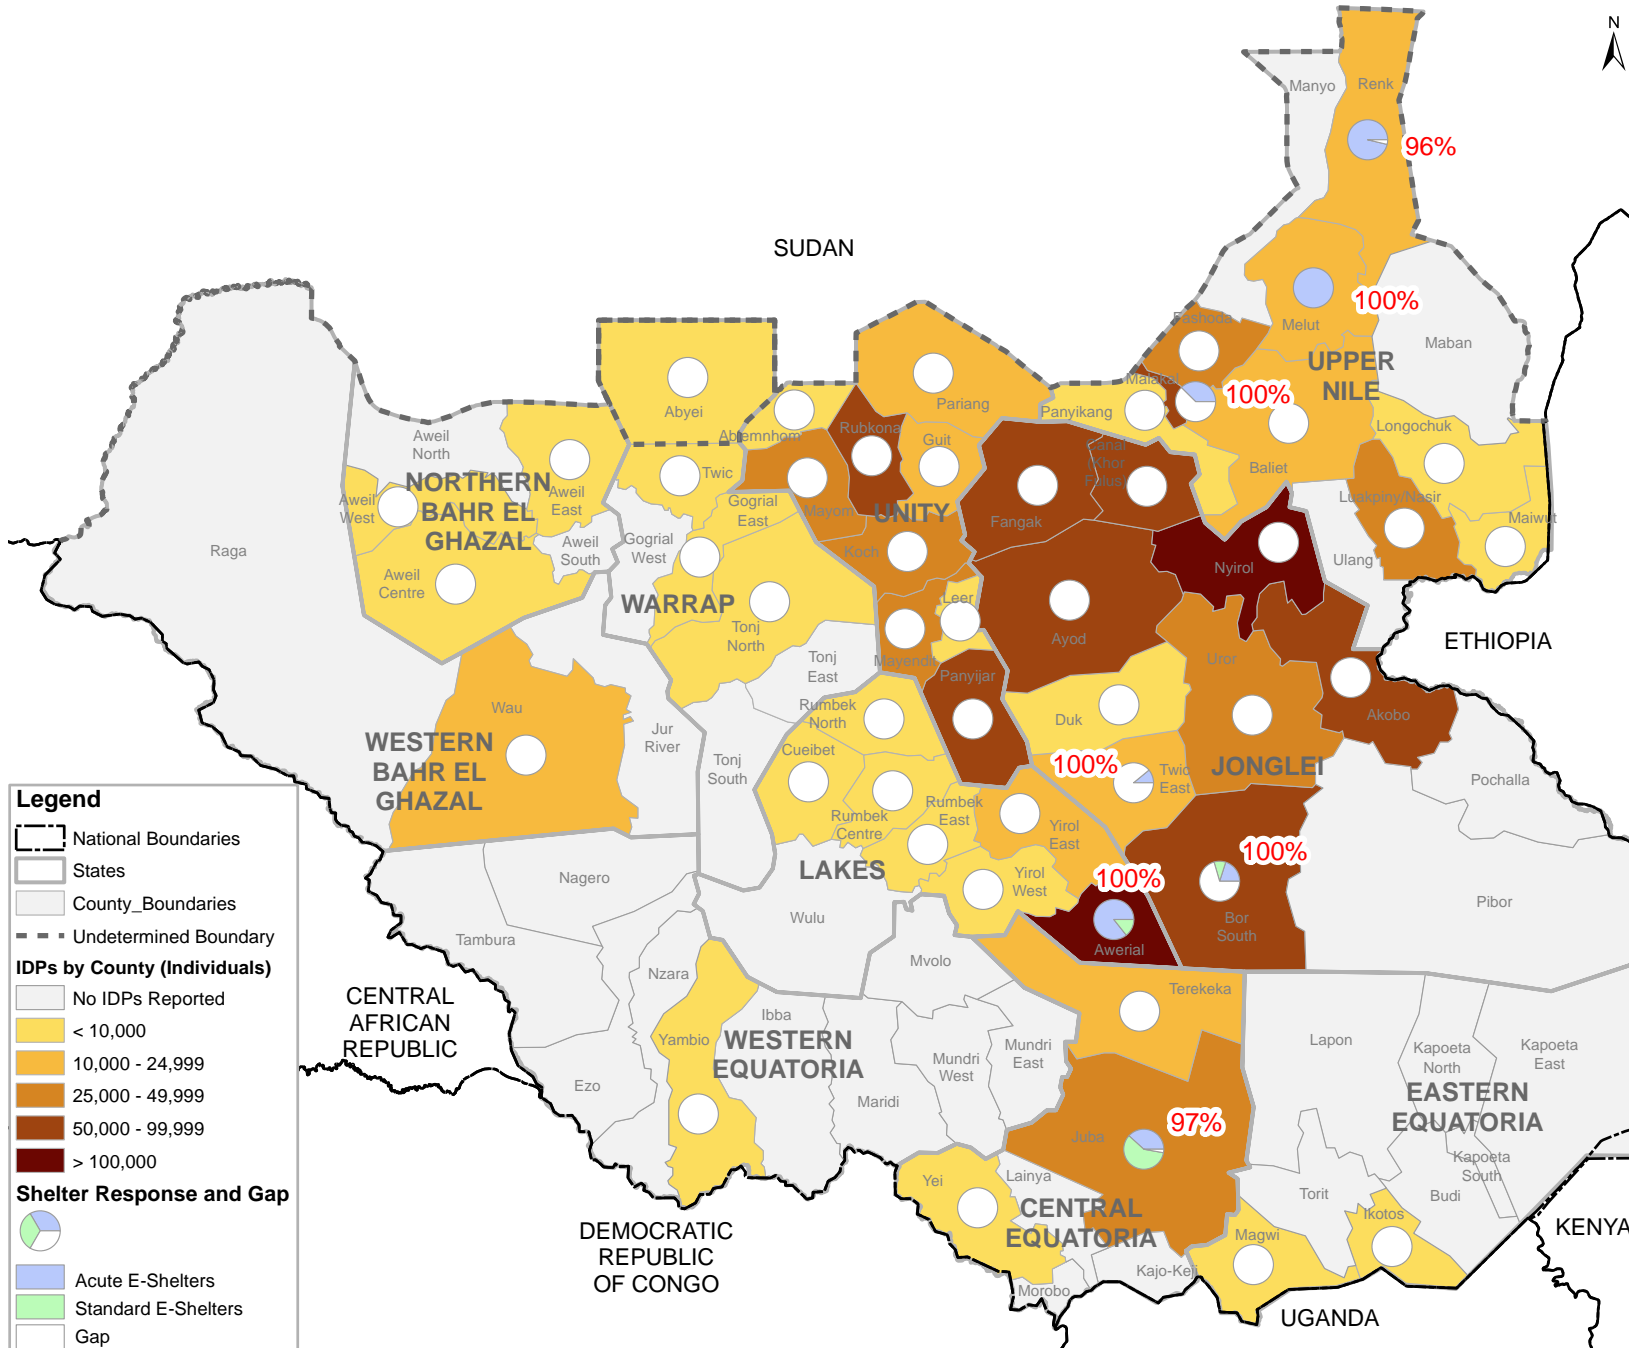 N
Manyo
Renk
96%
SUDAN
100%
Melut
Fashoda
Maban
UPPER
NILE
Malakal
100%
Panyikang
Abyei
Pariang
Abiemnhom
Rubkona
Guit
Longochuk
Aweil
North
Twic
Canal
(Khor
Fulus)
Baliet
NORTHERN
BAHR EL
GHAZAL
Aweil
West
Aweil
East
Gogrial
East
Mayom
UNITY
Fangak
Luakpiny/Nasir
Maiwut
Raga
Aweil
South
Gogrial
West
Koch
Nyirol
Ulang
Aweil
Centre
WARRAP
Leer
Tonj
North
Ayod
ETHIOPIA
Mayendit
Tonj
East
Uror
Panyijar
Wau
Rumbek
North
Duk
Akobo
Jur
River
WESTERN
BAHR EL
GHAZAL
Cueibet
Tonj
South
100%
Twic
East
JONGLEI
Pochalla
Rumbek
Centre
Rumbek
East
Yirol
East
100%
LAKES
Yirol
West
100%
Nagero
Wulu
Bor
South
Pibor
Awerial
Tambura
Nzara
Mvolo
Terekeka
CENTRAL
AFRICAN
REPUBLIC
Ibba
Yambio
WESTERN
EQUATORIA
Mundri
East
Mundri
West
Lapon
Kapoeta
North
Kapoeta
East
Ezo
Maridi
EASTERN
EQUATORIA
97%
Juba
Kapoeta
South
Yei
Lainya
Torit
Budi
CENTRAL
EQUATORIA
Ikotos
Magwi
KENYA
DEMOCRATIC
REPUBLIC
OF CONGO
Kajo-Keji
Morobo
UGANDA
Legend
National Boundaries
States
County_Boundaries
Undetermined Boundary
IDPs by County (Individuals)
No IDPs Reported
< 10,000
10,000 - 24,999
25,000 - 49,999
50,000 - 99,999
> 100,000
Shelter Response and Gap
Acute E-Shelters
Standard E-Shelters
Gap